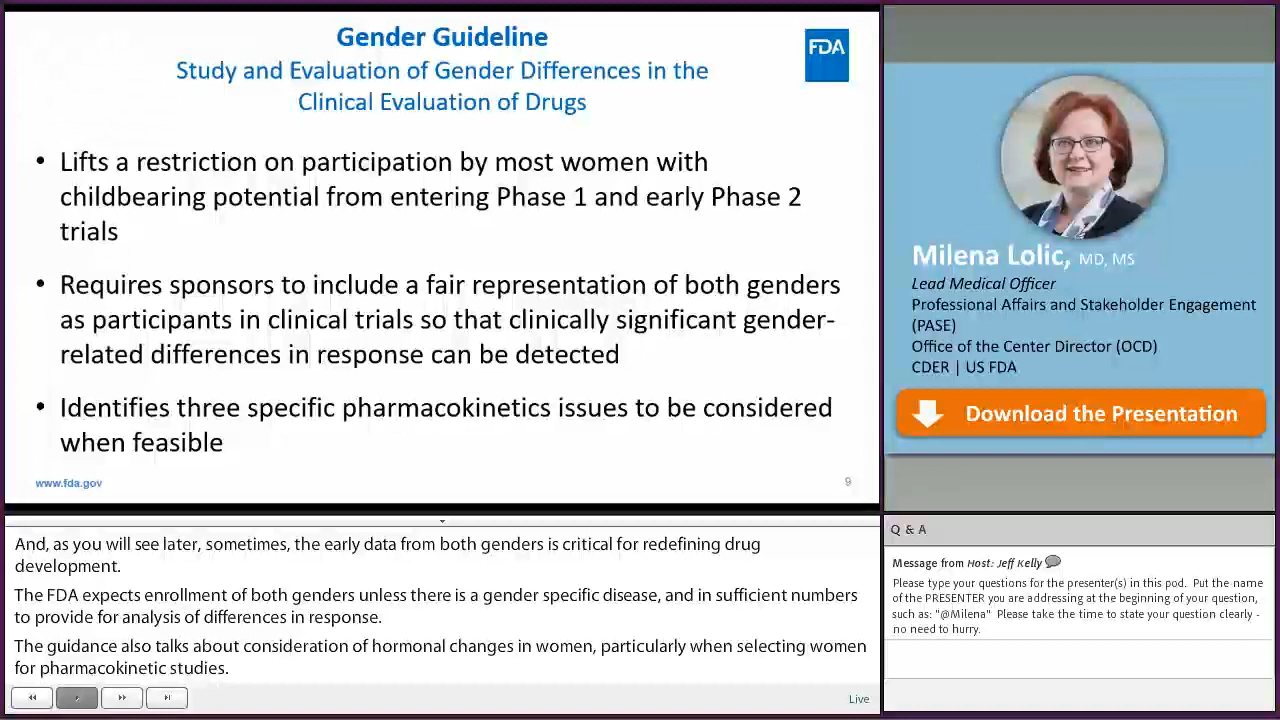 Gender Guideline
Study and Evaluation of Gender Differences in the
Clinical Evaluation of Drugs
FDA
• Lifts a restriction on participation by most women with
childbearing potential from entering Phase 1 and early Phase 2
trials
• Requires sponsors to include a fair representation of both genders
as participants in clinical trials so that clinically significant gender-
related differences in response can be detected
• Identifies three specific pharmacokinetics issues to be considered
when feasible
www.fda.gov
9
Milena Lolic, MD, MS
Lead Medical Officer
Professional Affairs and Stakeholder Engagement
(PASE)
Office of the Center Director (OCD)
CDER | US FDA
Download the Presentation
And, as you will see later, sometimes, the early data from both genders is critical for redefining drug
development.
The FDA expects enrollment of both genders unless there is a gender specific disease, and in sufficient numbers
to provide for analysis of differences in response.
The guidance also talks about consideration of hormonal changes in women, particularly when selecting women
for pharmacokinetic studies.
Live
Q & A
Message from Host: Jeff Kelly
Please type your questions for the presenter(s) in this pod. Put the name
of the PRESENTER you are addressing at the beginning of your question,
such as: "@Milena" Please take the time to state your question clearly -
no need to hurry.